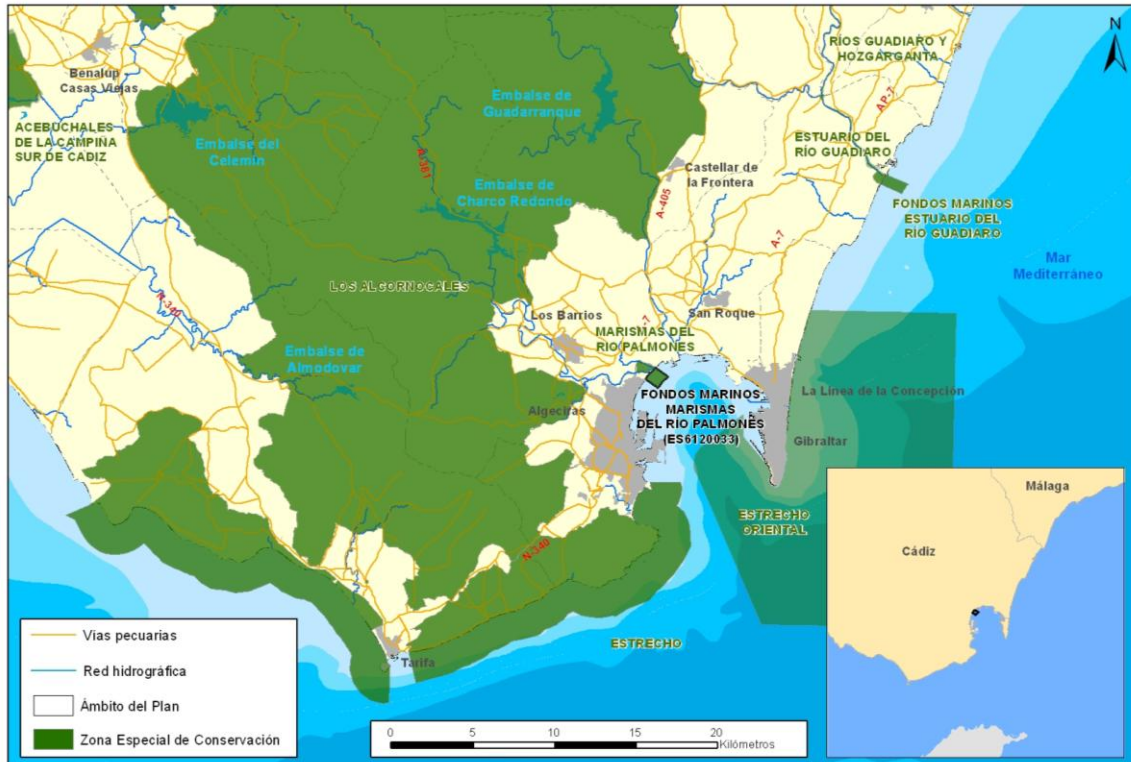 N
RÍOS GUADIARO Y
HOZGARGANTA
Benalup
Casas Viejas
Embalse de
Guadarranque
AP-7
ACEBUCHALES
DE LA CAMPIÑA
SUR DE CADIZ
Embalse del
Celemín
A-381
ESTUARIO DEL
RÍO GUADIARO
Castellar de
la Frontera
Embalse de
Charco Redondo
A-405
FONDOS MARINOS
ESTUARIO DEL
RÍO GUADIARO
A-7
Mar
Mediterráneo
LOS ALCORNOCALES
N-340
Los Barrios
San Roque
MARISMAS DEL
RÍO PALMONES
Embalse de
Almodovar
La Línea de la Concepción
FONDOS MARINOS
MARISMAS
DEL RÍO PALMONES
(ES6120033)
Algeciras
Gibraltar
ESTRECHO
ORIENTAL
N-340
ESTRECHO
Tarifa
Málaga
Cádiz
Vías pecuarias
Red hidrográfica
Ámbito del Plan
Zona Especial de Conservación
0 5 10 15 20
Kilómetros